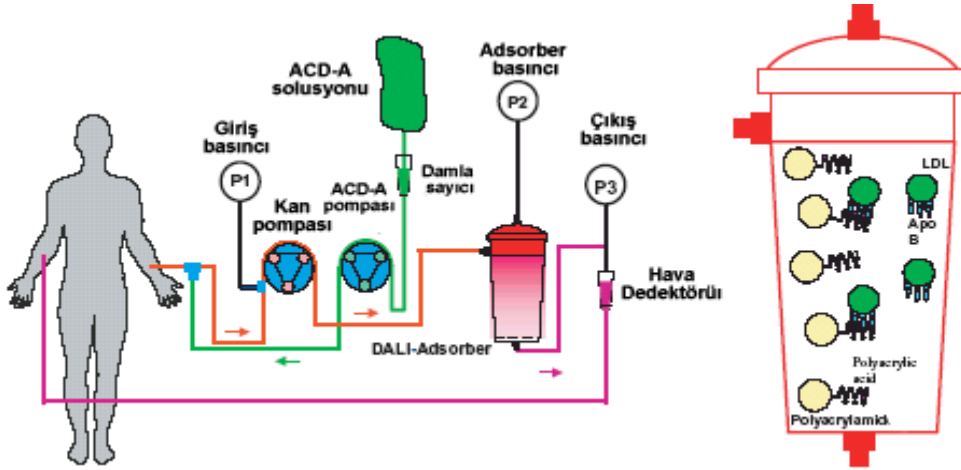 ACD-A
solusyonu
Adsorber
basıncı
P2
Giriş
basıncı
P1
Çıkış
basıncı
P3
Damla
sayıcı
ACD-A
pompası
Kan
pompası
Hava
Dedektörü
DALI-Adsorber
LDL
Apo
B
Polyacrylic
acid
Polyacrylamid